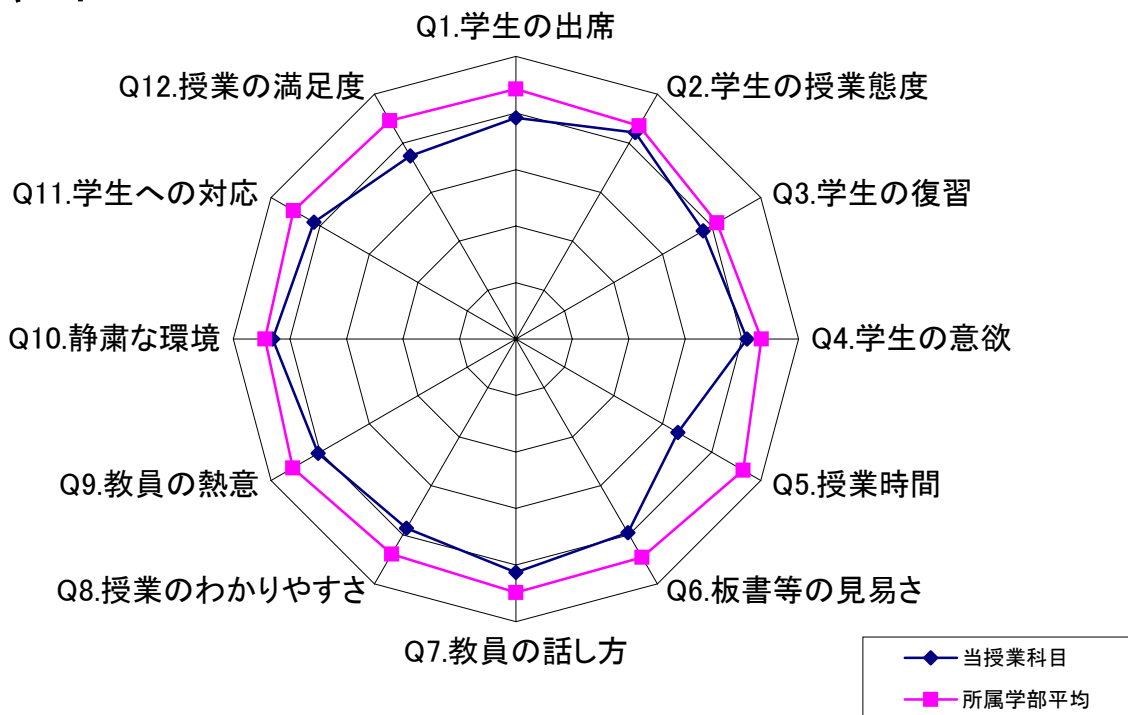 Q1.学生の出席
Q2.学生の授業態度
Q3.学生の復習
Q4.学生の意欲
Q5.授業時間
Q6.板書等の見易さ
Q7.教員の話し方
Q8.授業のわかりやすさ
Q9.教員の熱意
Q10.静粛な環境
Q11.学生への対応
Q12.授業の満足度
当授業科目
所属学部平均